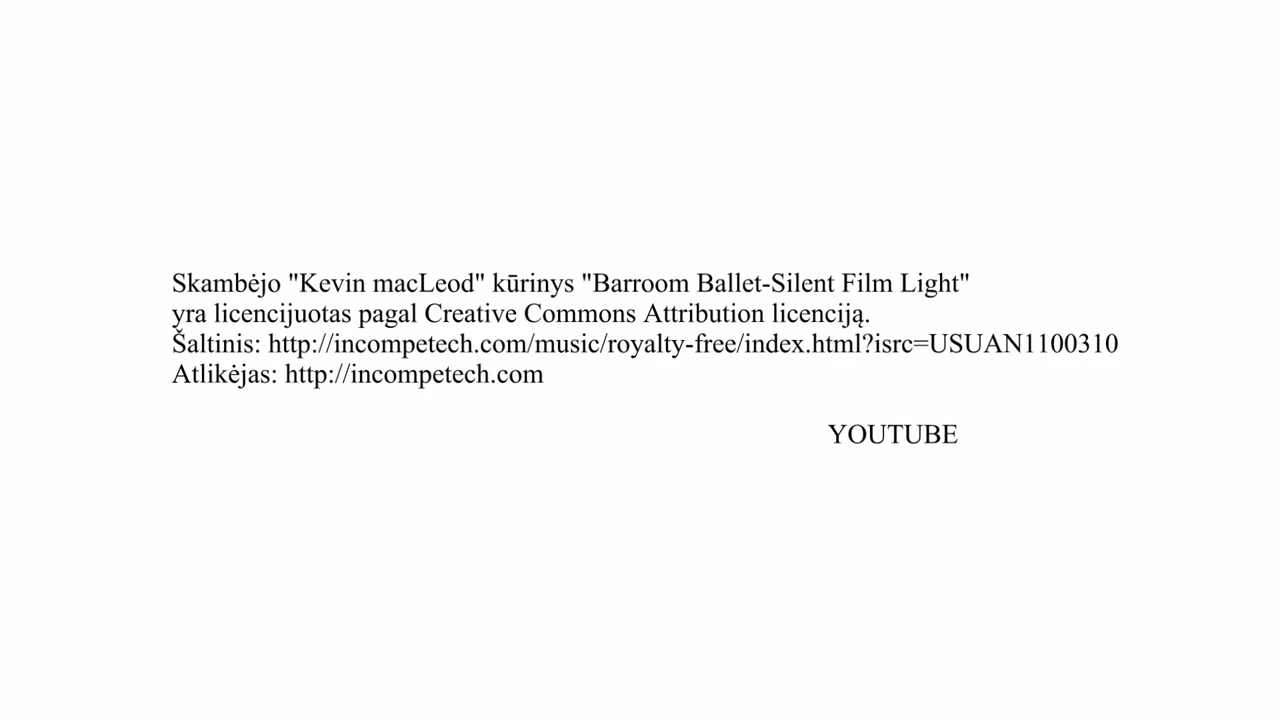 Skambėjo "Kevin macLeod" kūrinys "Barroom Ballet-Silent Film Light"
yra licencijuotas pagal Creative Commons Attribution licenciją.
Šaltinis: http://incompetech.com/music/royalty-free/index.html?isrc=USUAN1100310
Atlikėjas: http://incompetech.com
YOUTUBE